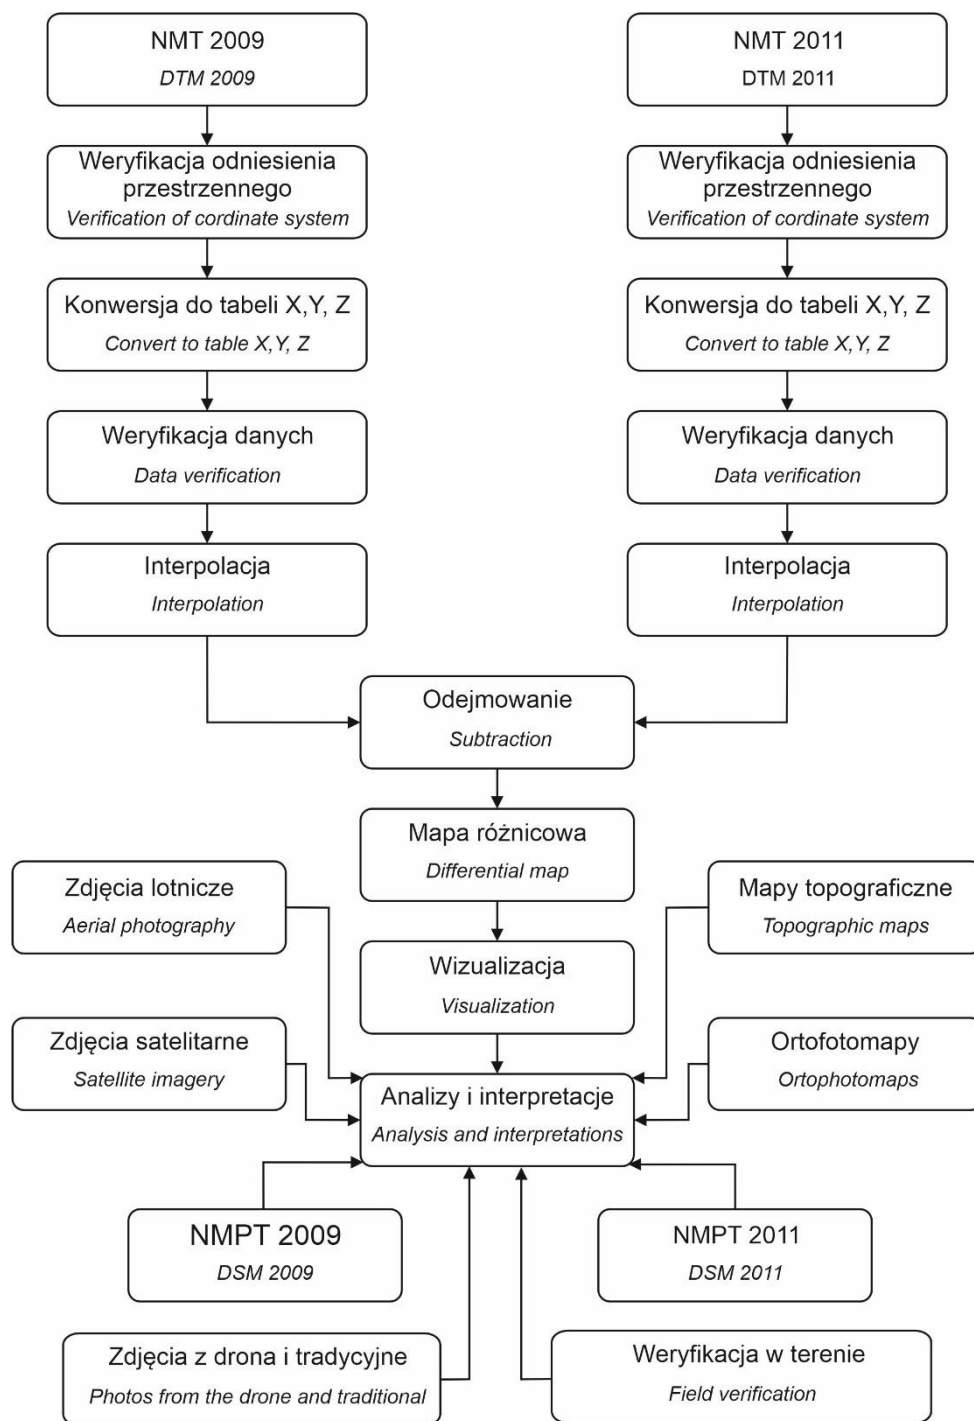 NMT 2009
DTM 2009
NMT 2011
DTM 2011
Weryfikacja odniesienia
przestrzennego
Verification of cordinate system
Weryfikacja odniesienia
przestrzennego
Verification of cordinate system
Konwersja do tabeli X,Y, Z
Convert to table X,Y, Z
Konwersja do tabeli X,Y, Z
Convert to table X,Y, Z
Weryfikacja danych
Data verification
Weryfikacja danych
Data verification
Interpolacja
Interpolation
Interpolacja
Interpolation
Odejmowanie
Subtraction
Mapa różnicowa
Differential map
Zdjęcia lotnicze
Aerial photography
Mapy topograficzne
Topographic maps
Wizualizacja
Visualization
Zdjęcia satelitarne
Satellite imagery
Ortofotomapy
Ortophotomaps
Analizy i interpretacje
Analysis and interpretations
NMPT 2009
DSM 2009
NMPT 2011
DSM 2011
Zdjęcia z drona i tradycyjne
Photos from the drone and traditional
Weryfikacja w terenie
Field verification